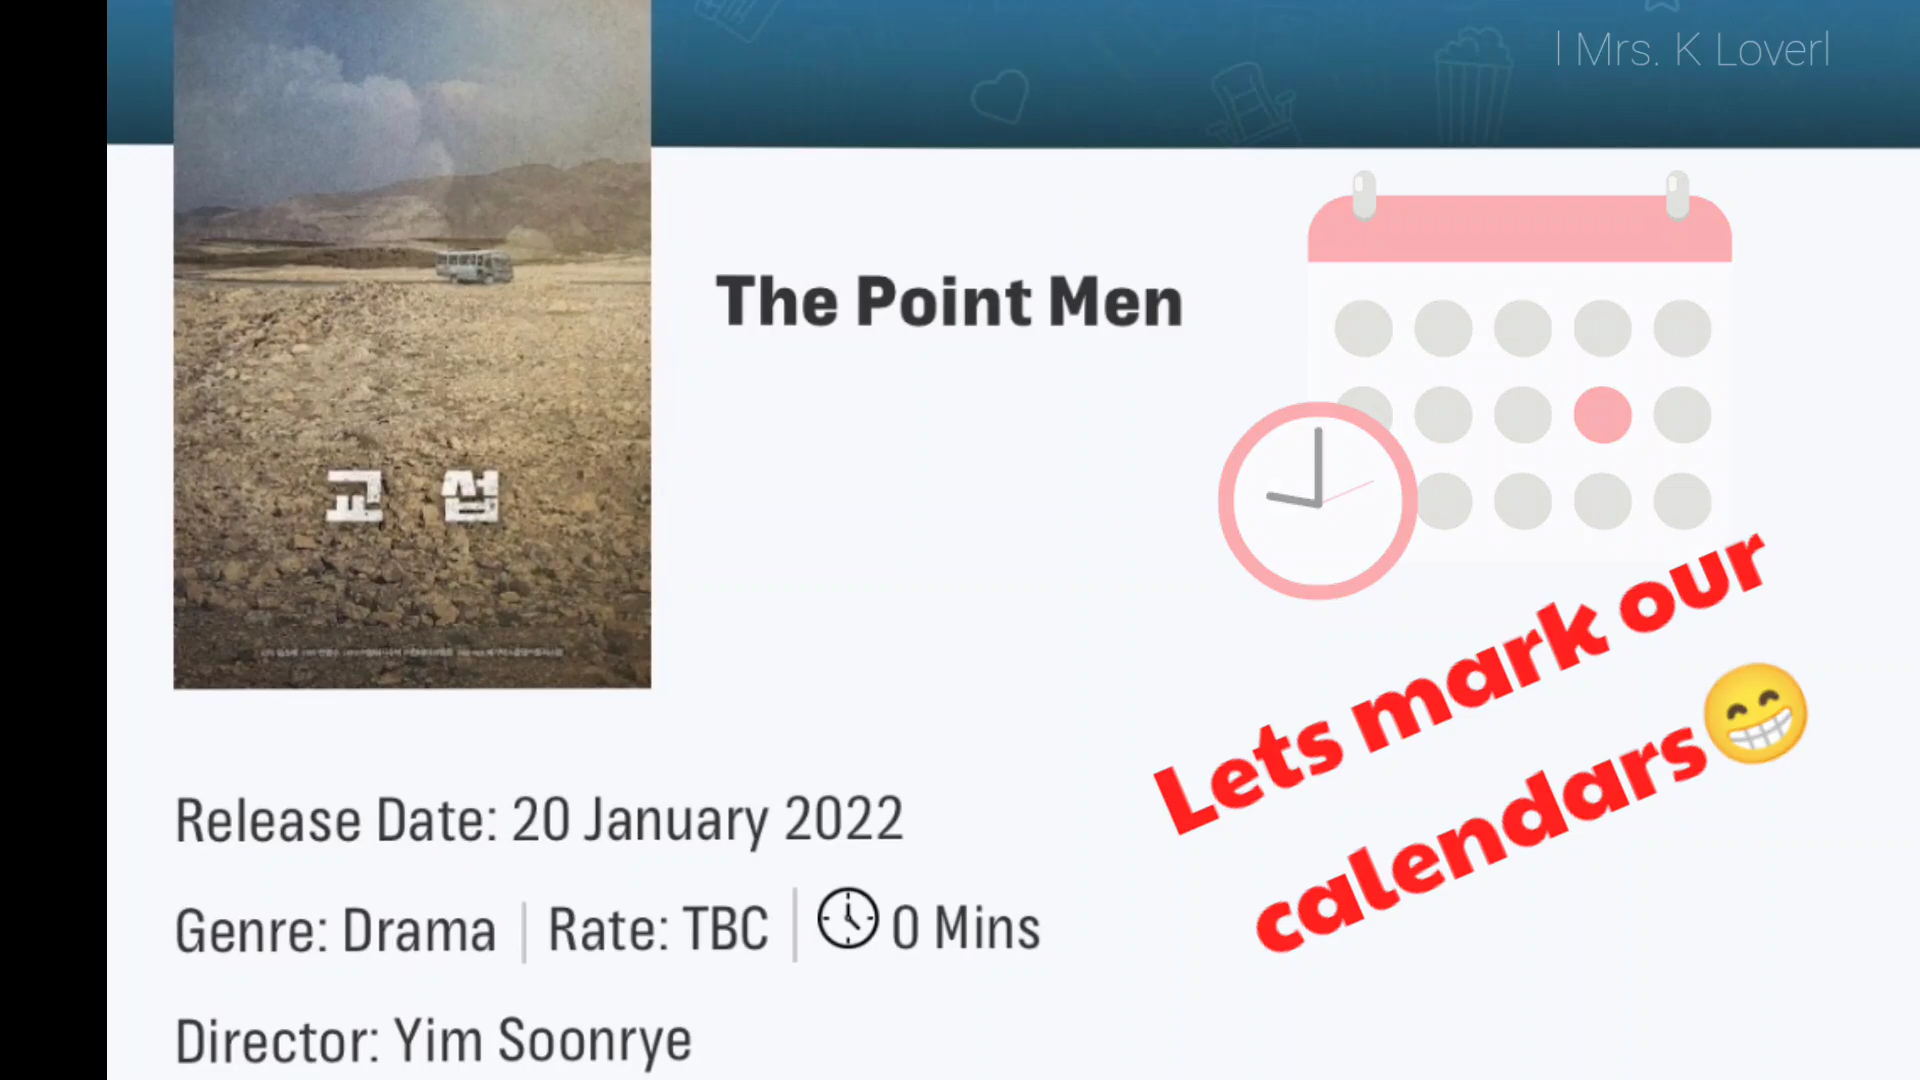 | Mrs. K Lover|
The Point Men
교 섭
Lets mark our
calendars😁
Release Date: 20 January 2022
Genre: Drama | Rate: TBC | 0 Mins
Director: Yim Soonrye